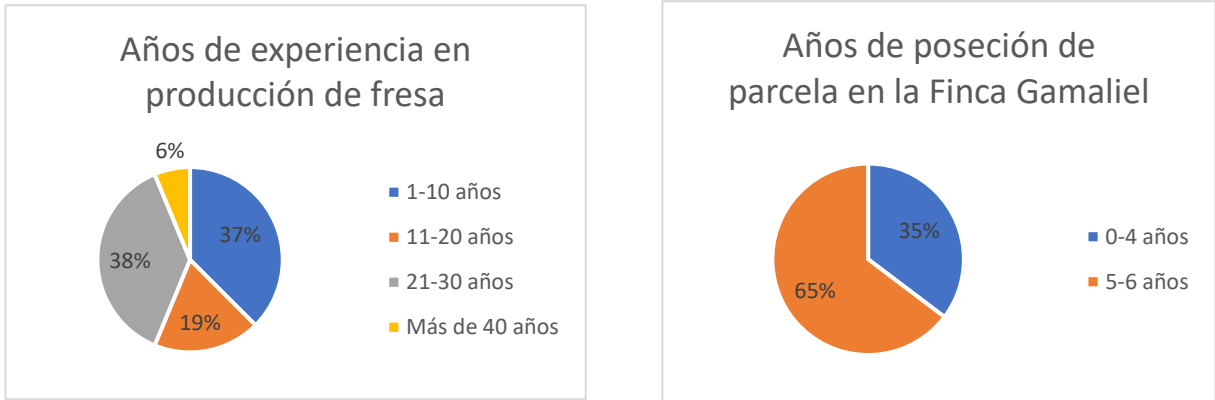 Años de experiencia en
producción de fresa
6%
37%
38%
19%
1-10 años
11-20 años
21-30 años
Más de 40 años
Años de poseción de
parcela en la Finca Gamaliel
35%
65%
0-4 años
5-6 años